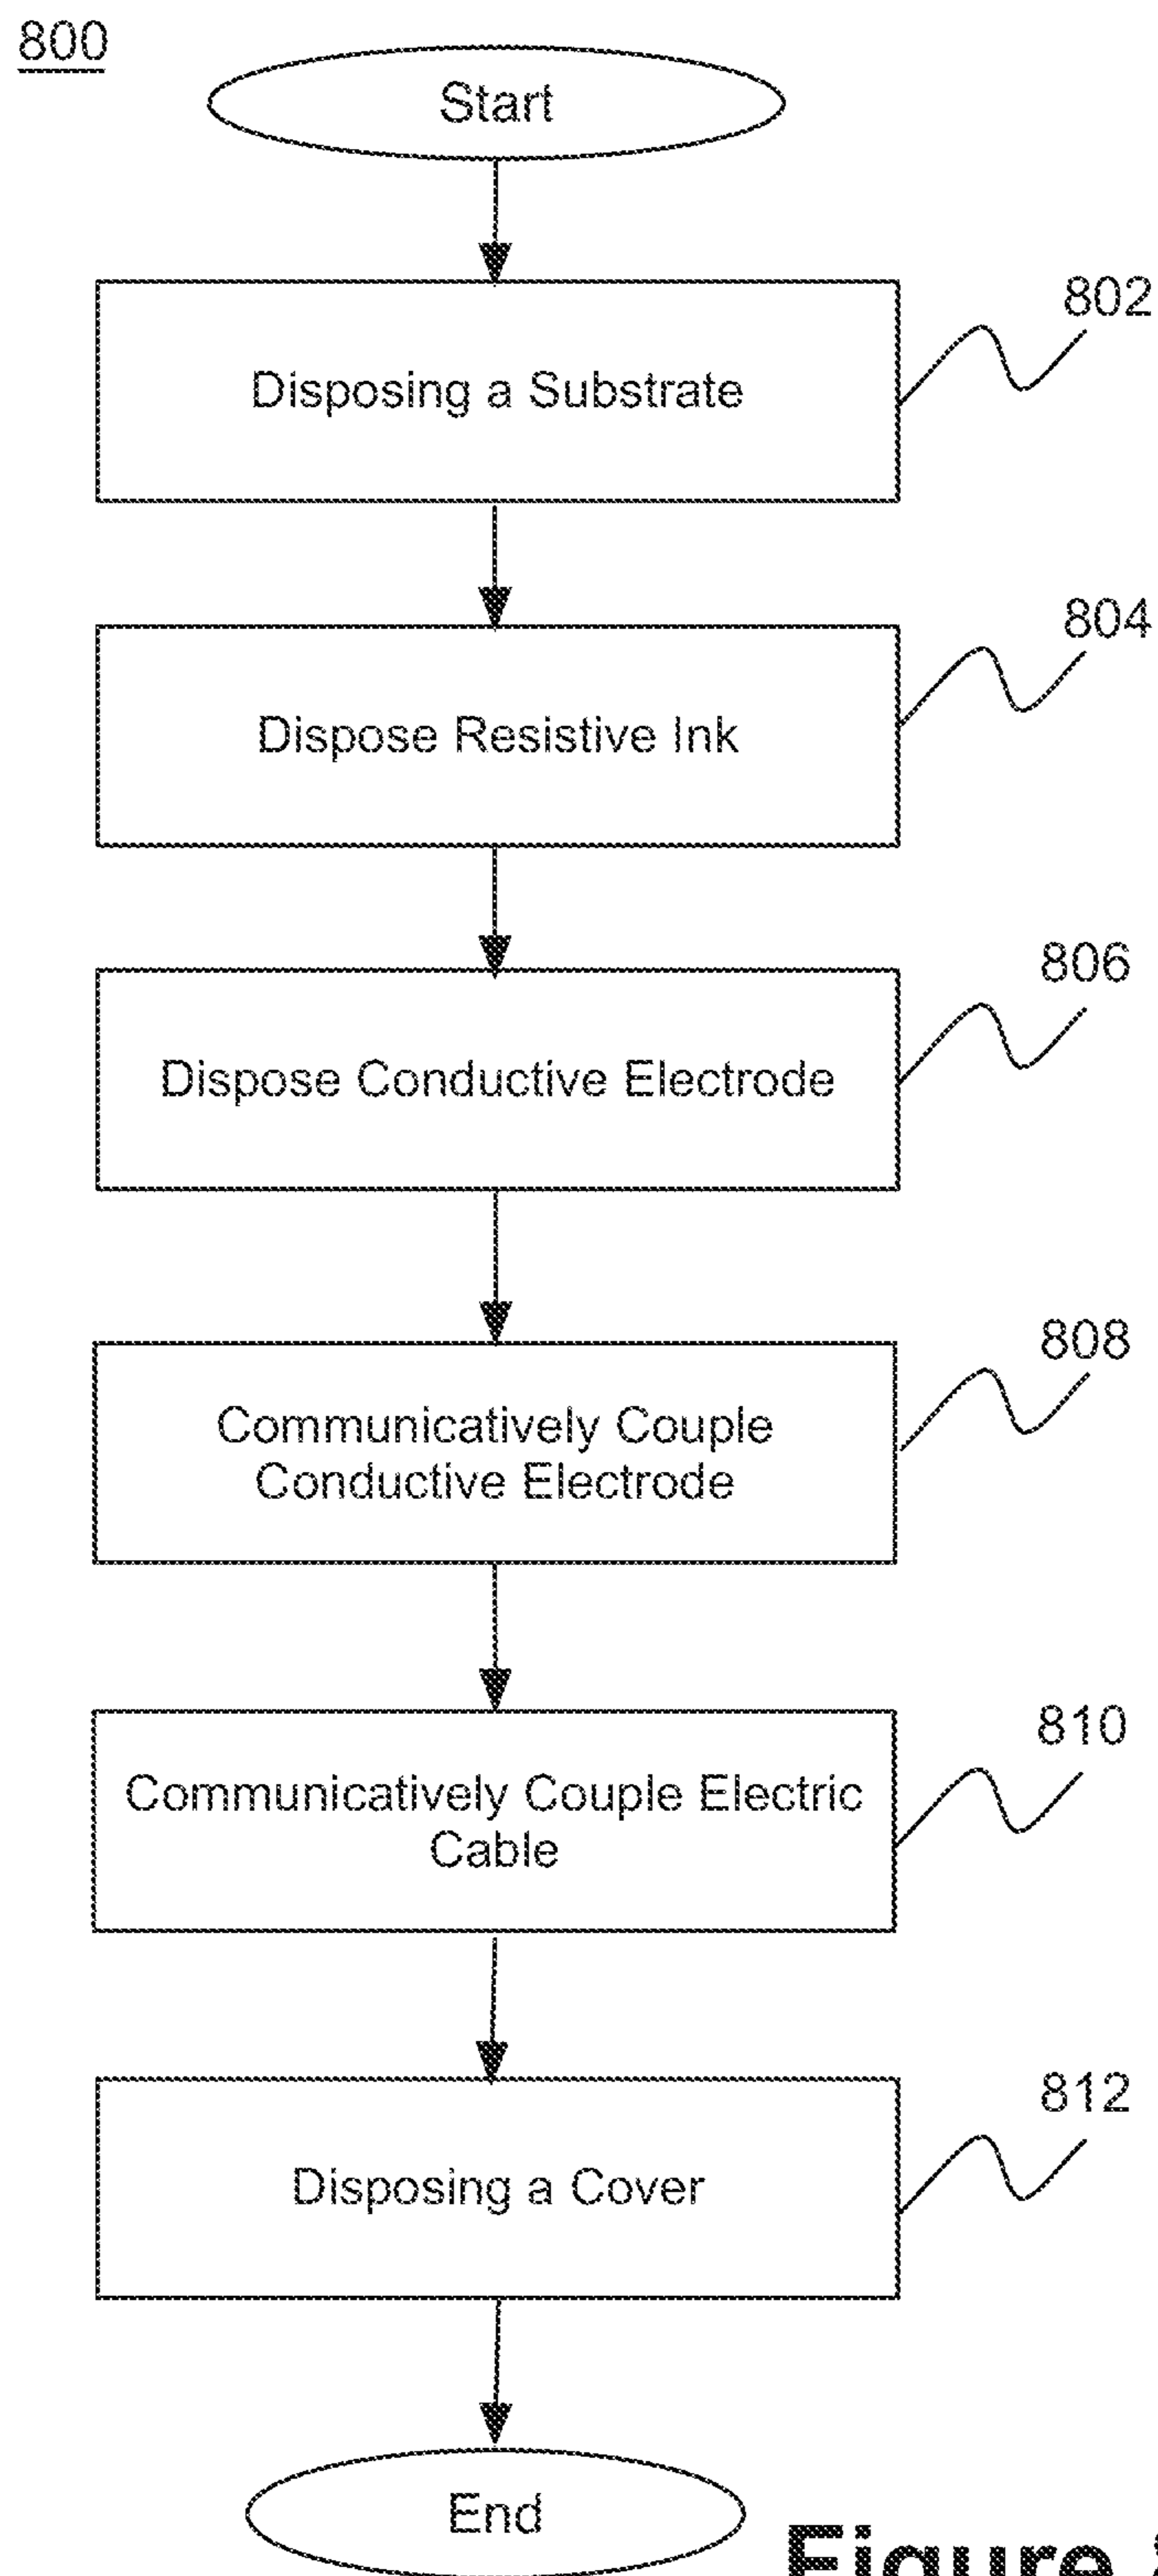 800
Start
802
Disposing a Substrate
804
Dispose Resistive Ink
806
Dispose Conductive Electrode
808
Communicatively Couple
Conductive Electrode
810
Communicatively Couple Electric
Cable
812
Disposing a Cover
End
Figure